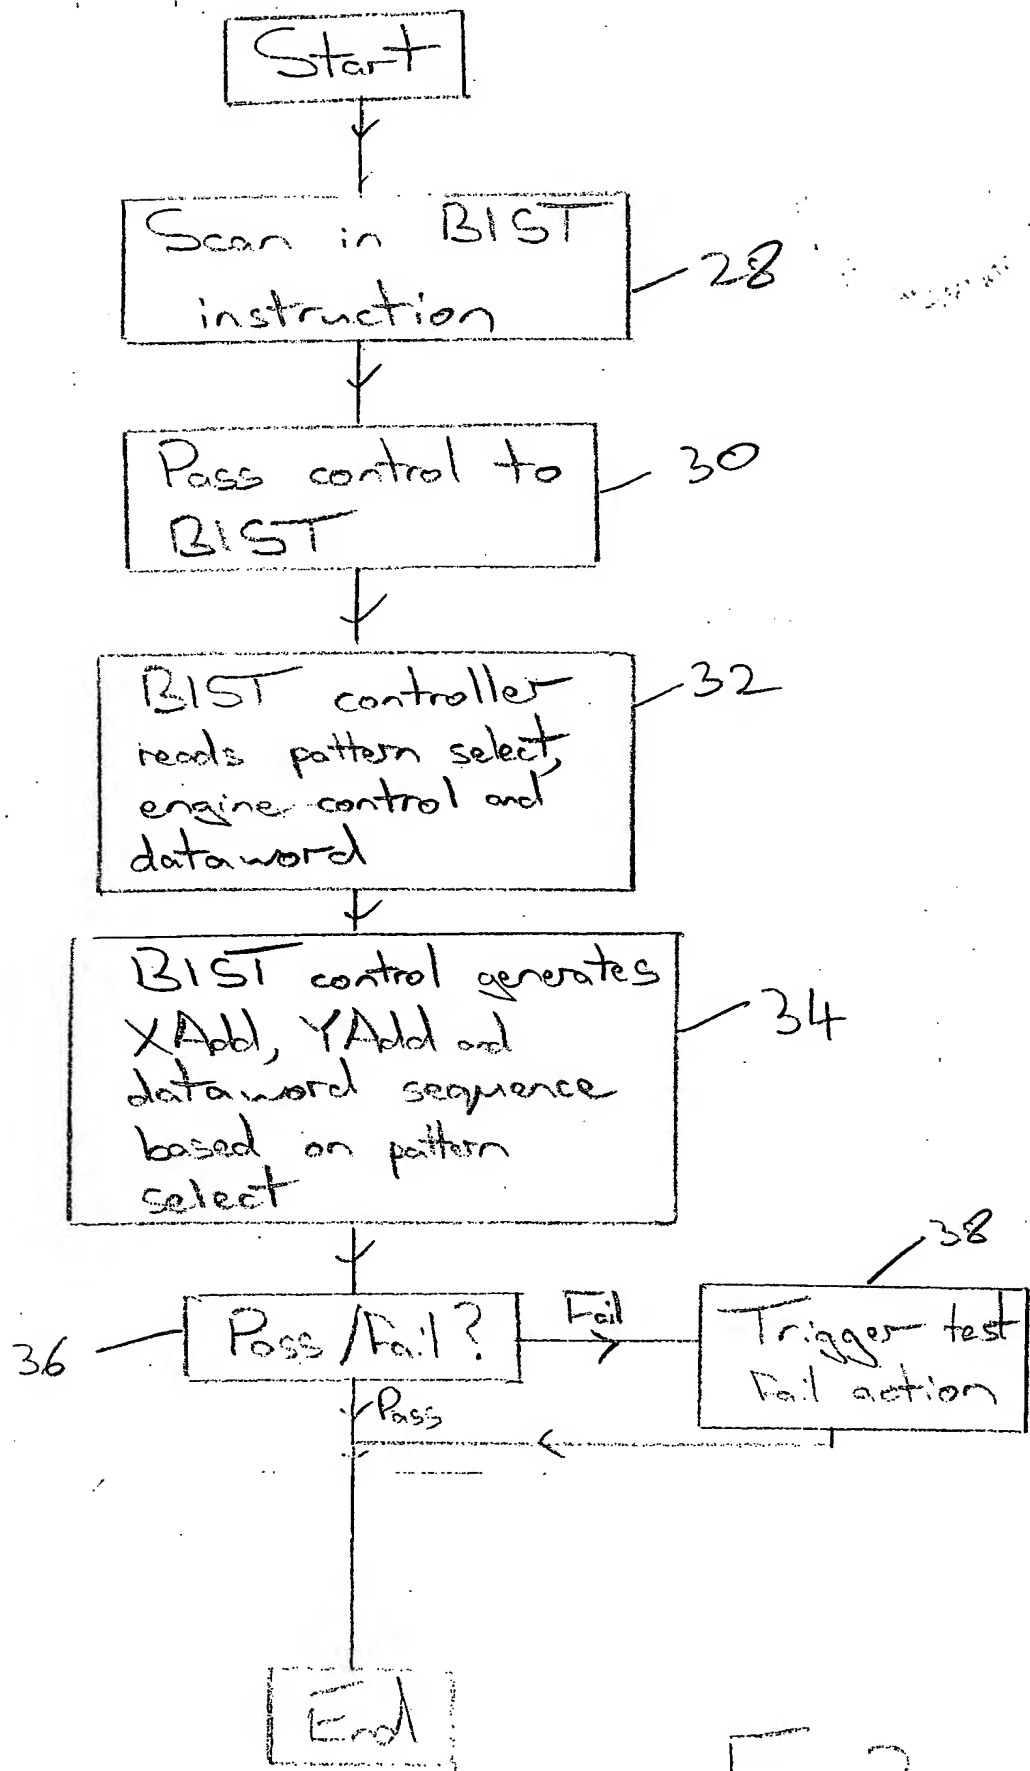 Start
Scan in BIST
instruction
28
Pass control to
BIST
30
BIST controller
reads pattern select,
engine control and
dataword
32
BIST control generates
XAdd, YAdd and
dataword sequence
based on pattern
select
34
Pass/Fail?
36
Fail
38
Trigger test
Fail action
Pass
End